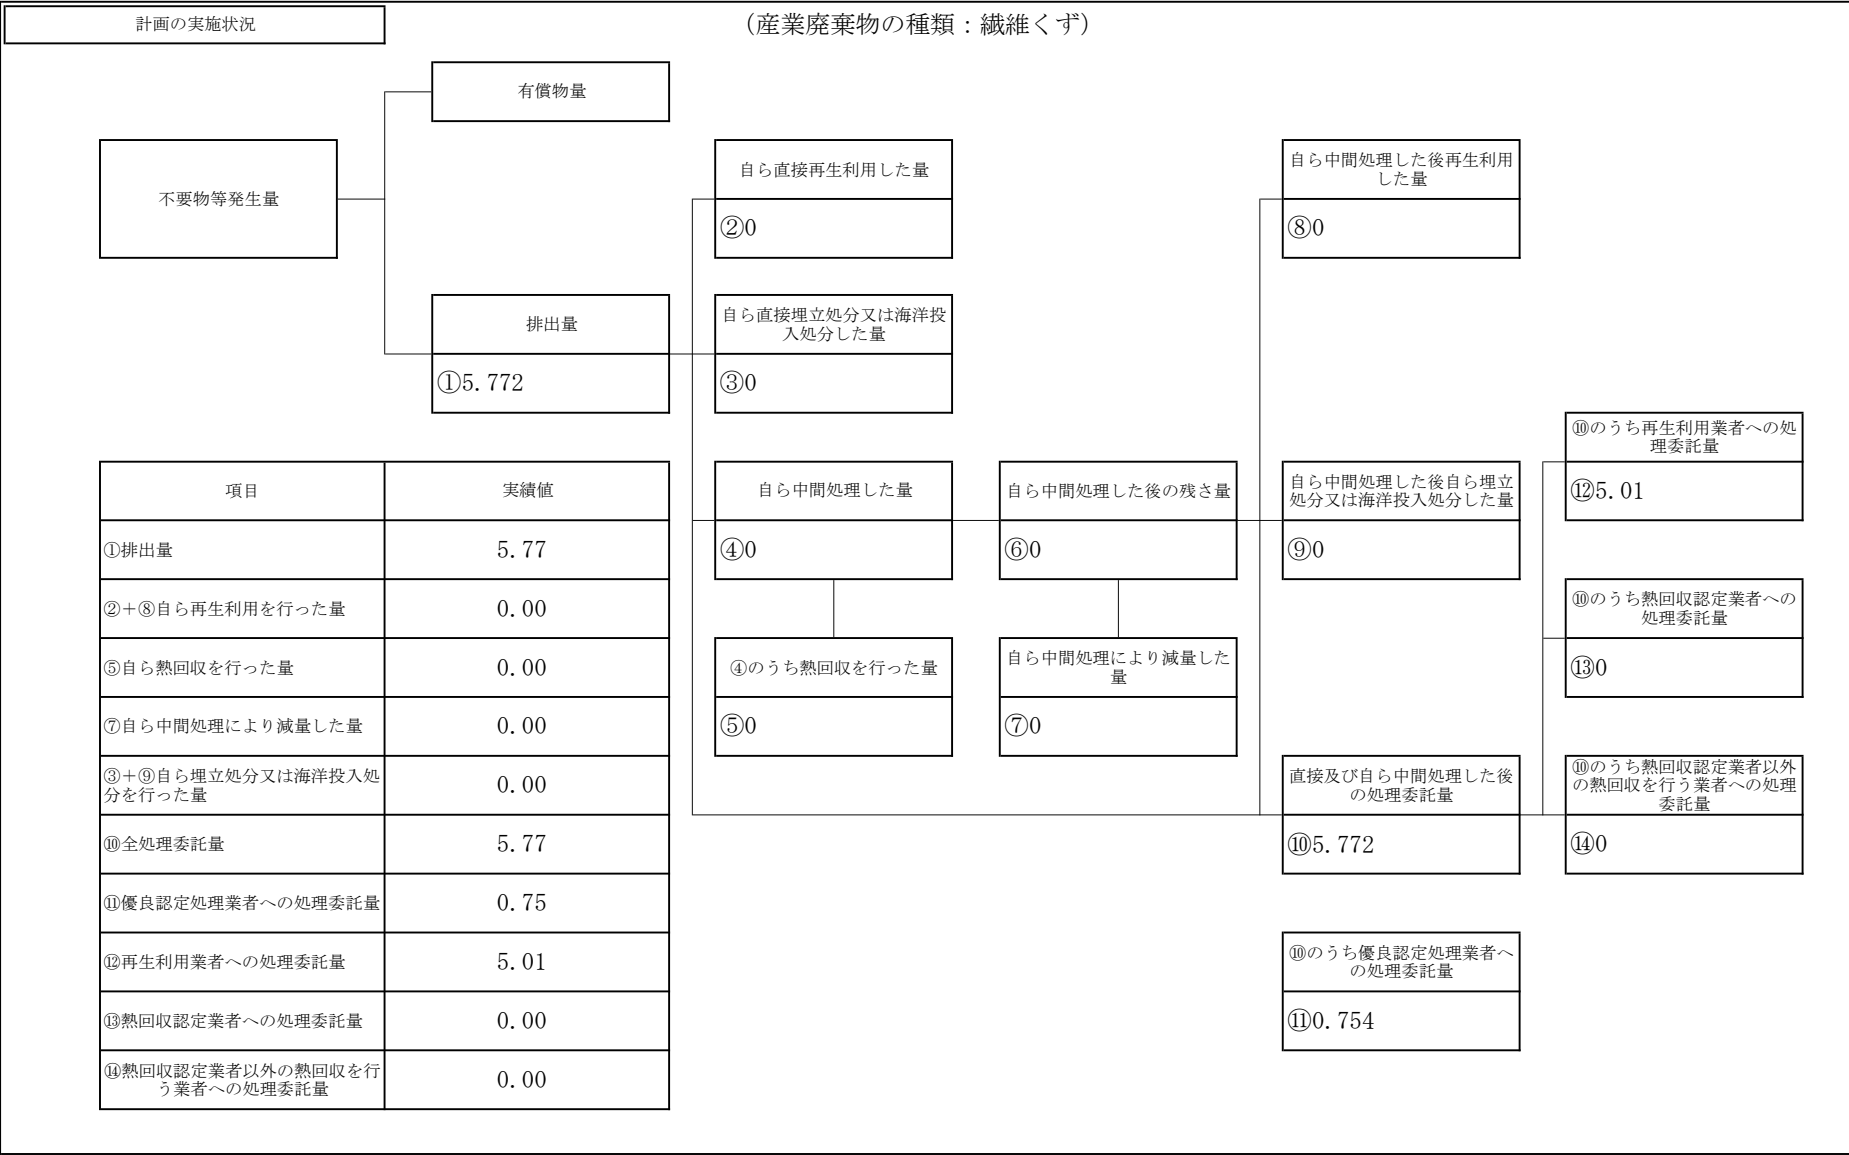 計画の実施状況
（産業廃棄物の種類：繊維くず）
有償物量
不要物等発生量
自ら直接再生利用した量
②0
自ら中間処理した後再生利用
した量
⑧0
排出量
①5.772
自ら直接埋立処分又は海洋投
入処分した量
③0
自ら中間処理した量
④0
自ら中間処理した後の残さ量
⑥0
自ら中間処理した後自ら埋立
処分又は海洋投入処分した量
⑨0
⑩のうち再生利用業者への処
理委託量
⑫5.01
④のうち熱回収を行った量
⑤0
自ら中間処理により減量した
量
⑦0
⑩のうち熱回収認定業者への
処理委託量
⑬0
直接及び自ら中間処理した後
の処理委託量
⑩5.772
⑩のうち熱回収認定業者以外
の熱回収を行う業者への処理
委託量
⑭0
⑩のうち優良認定処理業者へ
の処理委託量
⑪0.754
項目 実績値
①排出量 5.77
②＋⑧自ら再生利用を行った量 0.00
⑤自ら熱回収を行った量 0.00
⑦自ら中間処理により減量した量 0.00
③＋⑨自ら埋立処分又は海洋投入処
分を行った量 0.00
⑩全処理委託量 5.77
⑪優良認定処理業者への処理委託量 0.75
⑫再生利用業者への処理委託量 5.01
⑬熱回収認定業者への処理委託量 0.00
⑭熱回収認定業者以外の熱回収を行
う業者への処理委託量 0.00